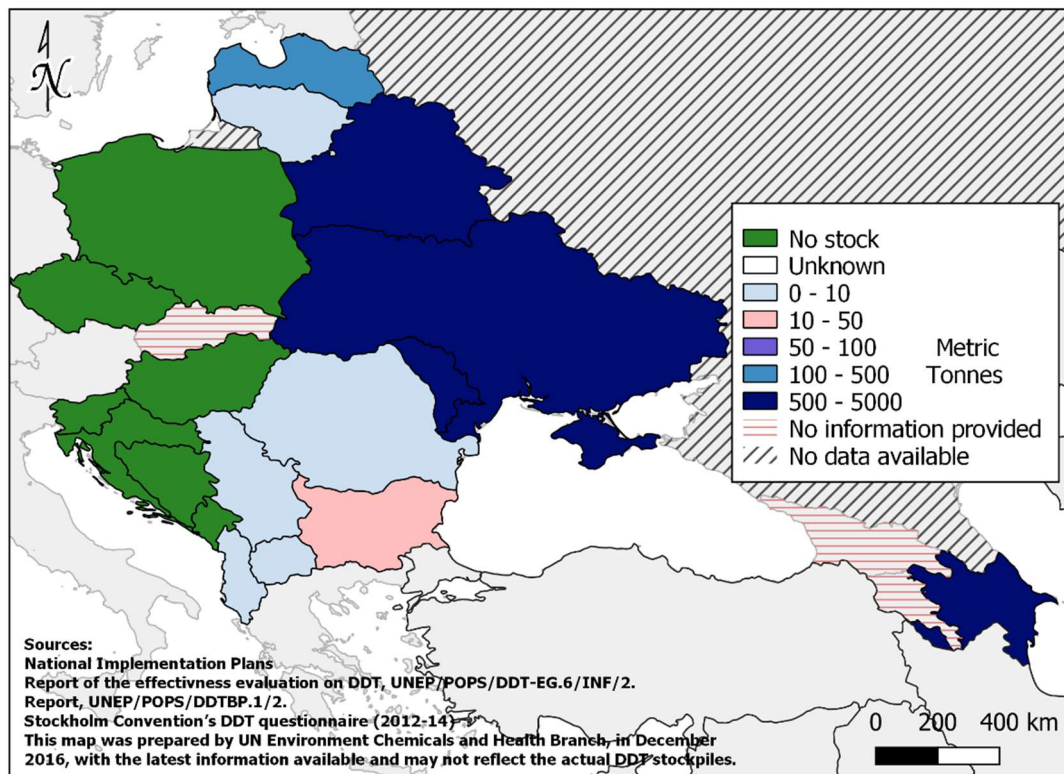 N
No stock
Unknown
0 - 10
10 - 50
50 - 100
Metric
100 - 500
Tonnes
500 - 5000
No information provided
No data available
Sources:
National Implementation Plans
Report of the effectivness evaluation on DDT, UNEP/POPS/DDT-EG.6/INF/2.
Report, UNEP/POPS/DDTBP.1/2.
Stockholm Convention's DDT questionnaire (2012-14)
This map was prepared by UN Environment Chemicals and Health Branch, in December
2016, with the latest information available and may not reflect the actual DDT stockpiles.
0 200 400 km